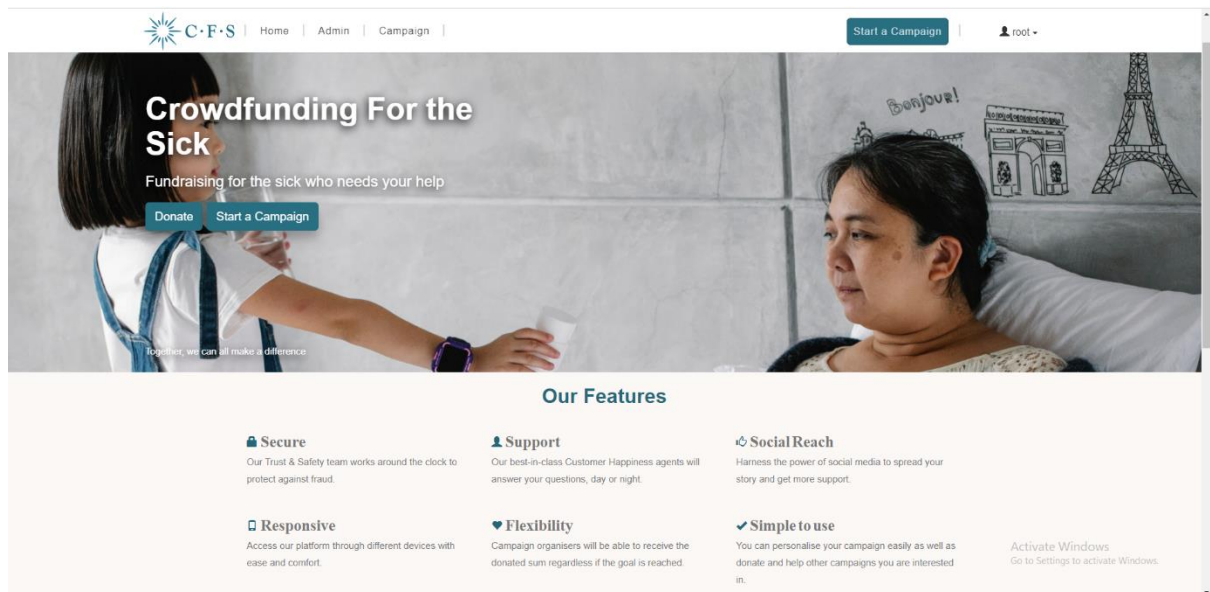 C·F·S Home Admin Campaign Start a Campaign root
Bonjour!
Crowdfunding For the
Sick
Fundraising for the sick who needs your help
Donate Start a Campaign
Together, we can all make a difference
Our Features
Secure
Our Trust & Safety team works around the clock to
protect against fraud.
Support
Our best-in-class Customer Happiness agents will
answer your questions, day or night.
Social Reach
Harness the power of social media to spread your
story and get more support.
Responsive
Access our platform through different devices with
ease and comfort.
Flexibility
Campaign organisers will be able to receive the
donated sum regardless if the goal is reached.
Simple to use
You can personalise your campaign easily as well as
donate and help other campaigns you are interested
in.
Activate Windows
Go to Settings to activate Windows.